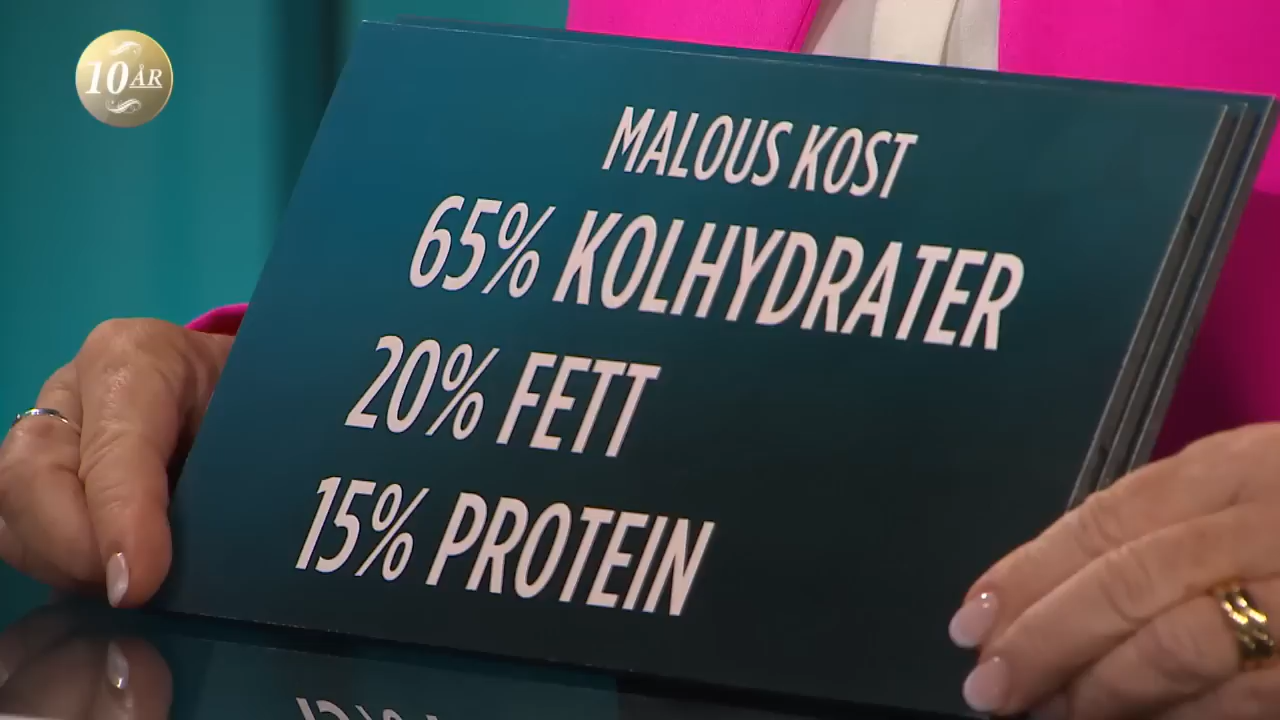 10 ÅR
MALOUS KOST
65% KOLHYDRATER
20% FETT
15% PROTEIN